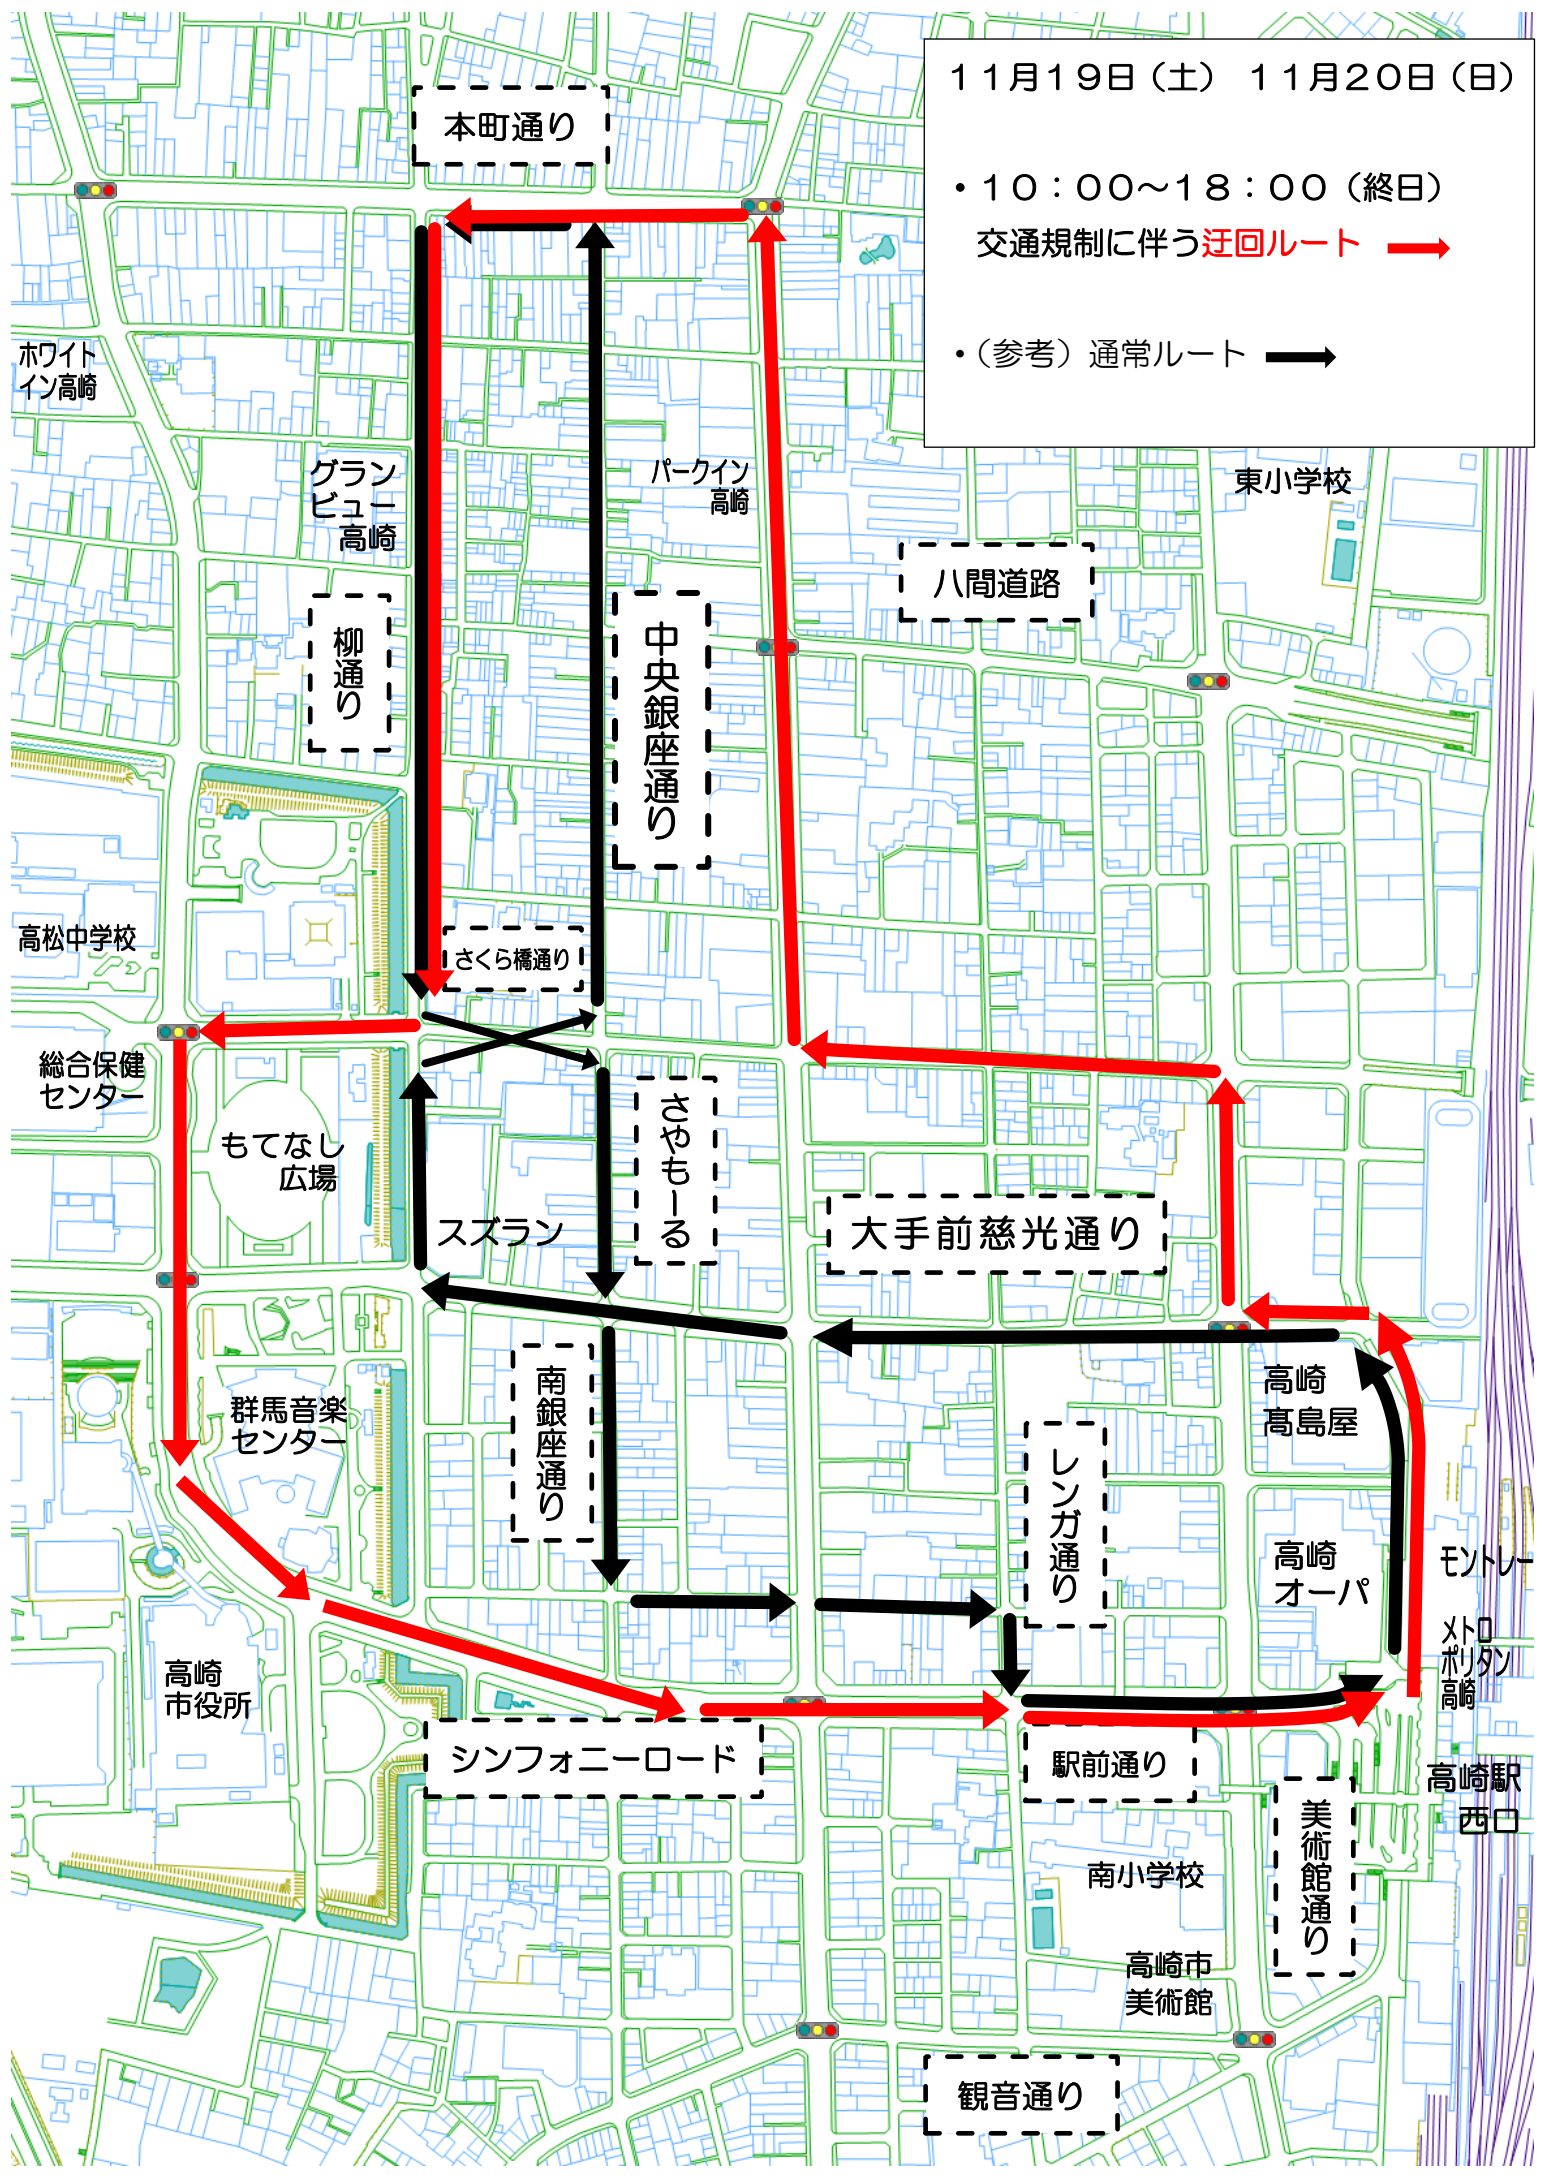 １１月１９日（土）　１１月２０日（日）
・１０：００～１８：００（終日）
交通規制に伴う迂回ルート
・（参考）通常ルート
本町通り
ホワイト
イン高崎
グラン
ビュー
高崎
パークイン
高崎
東小学校
八間道路
柳通り
中央銀座通り
高松中学校
さくら橋通り
総合保健
センター
もてなし
広場
さやもーる
スズラン
大手前慈光通り
高崎
髙島屋
群馬音楽
センター
南銀座通り
レンガ通り
高崎
オーパ
モントレー
メトロ
ポリタン
高崎
高崎
市役所
シンフォニーロード
駅前通り
高崎駅
西口
美術館通り
南小学校
高崎市
美術館
観音通り